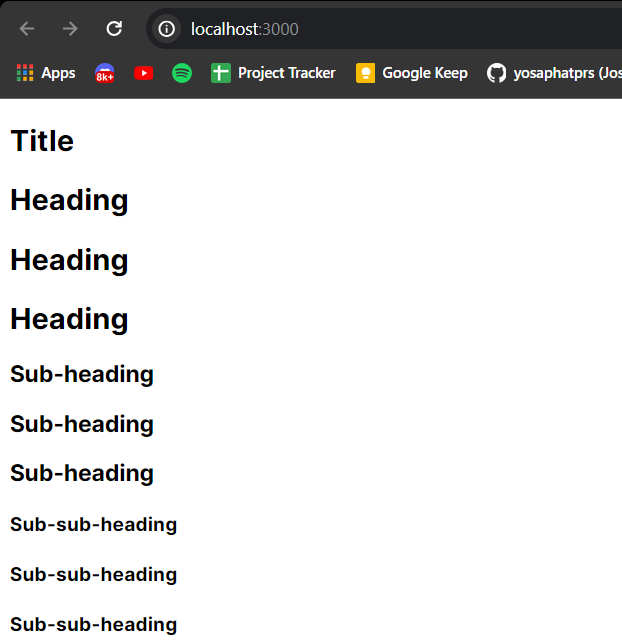 localhost:3000
Apps 8k+ Project Tracker Google Keep yosaphatprs (Jos
Title
Heading
Heading
Heading
Sub-heading
Sub-heading
Sub-heading
Sub-sub-heading
Sub-sub-heading
Sub-sub-heading